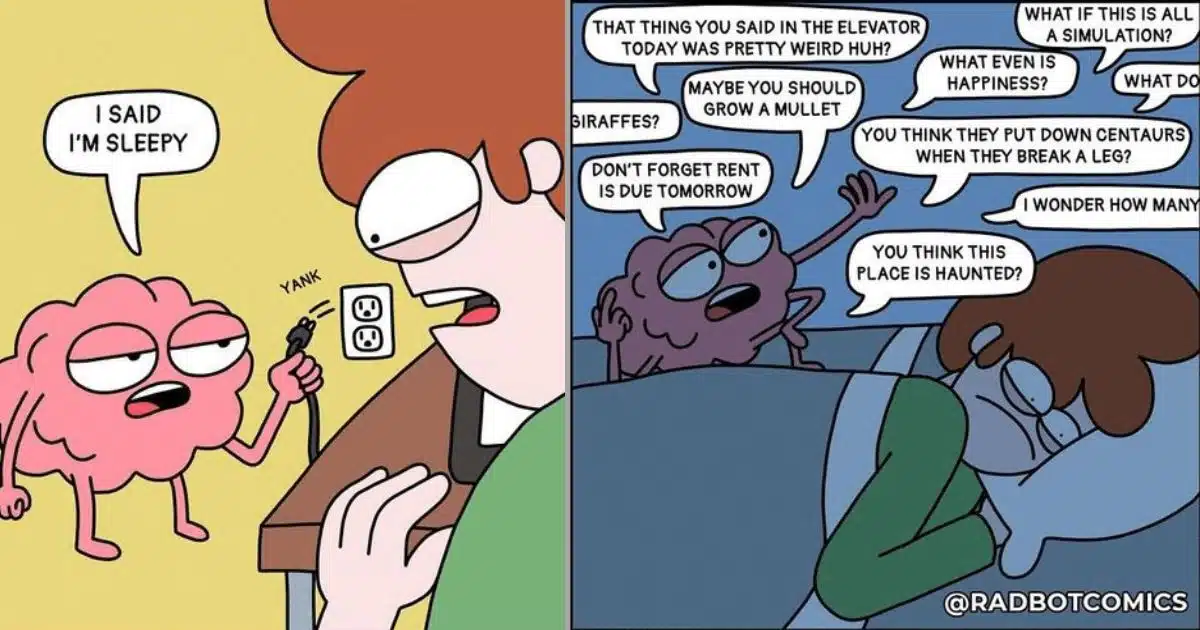 I SAID
I'M SLEEPY
YANK
THAT THING YOU SAID IN THE ELEVATOR
TODAY WAS PRETTY WEIRD HUH?
WHAT IF THIS IS ALL
A SIMULATION?
WHAT EVEN IS
HAPPINESS?
MAYBE YOU SHOULD
GROW A MULLET
WHAT DO
GIRAFFES?
YOU THINK THEY PUT DOWN CENTAURS
WHEN THEY BREAK A LEG?
DON'T FORGET RENT
IS DUE TOMORROW
I WONDER HOW MANY
YOU THINK THIS
PLACE IS HAUNTED?
@RADBOTCOMICS